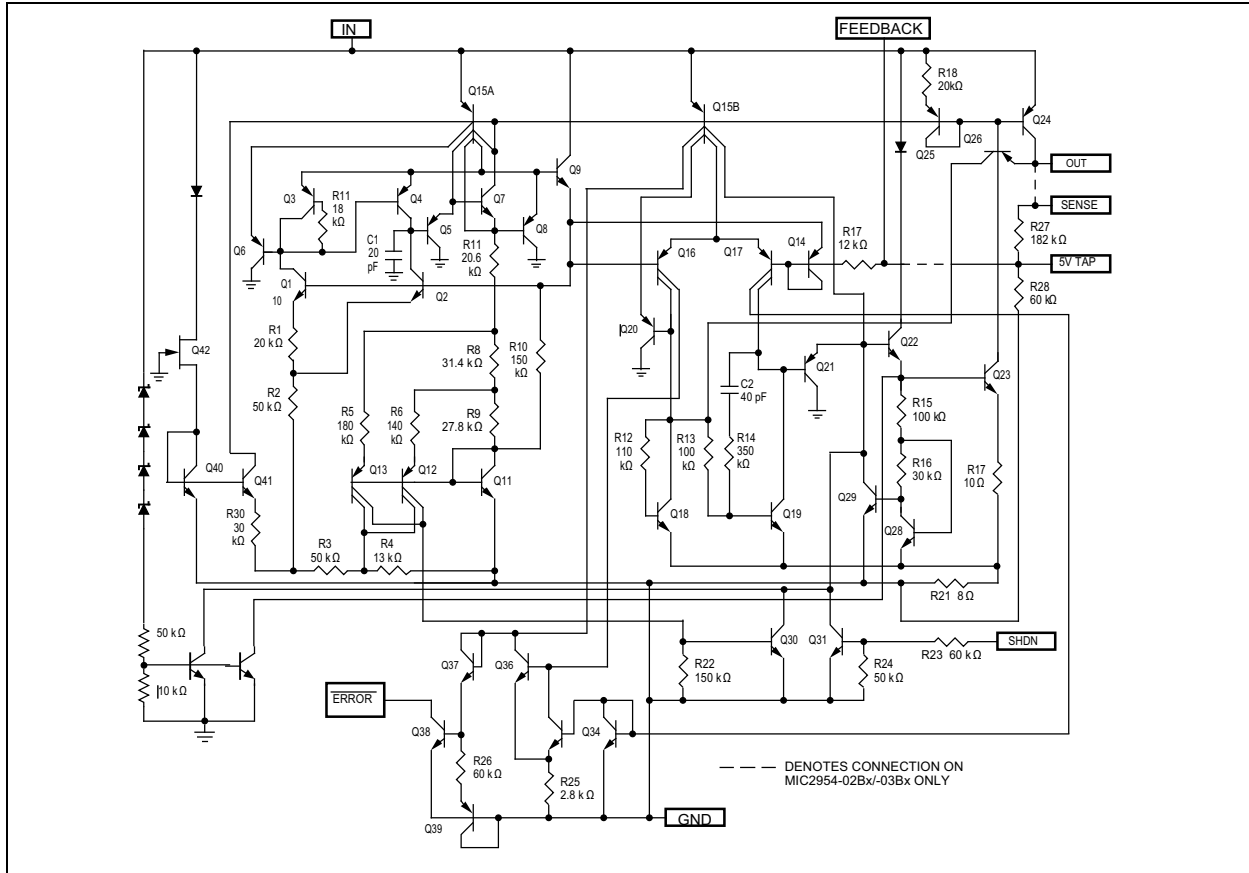 IN
FEEDBACK
R18
20kΩ
Q15A
Q15B
Q24
Q26
Q25
OUT
SENSE
Q9
Q3
R11
18
kΩ
Q4
Q7
Q5
Q8
Q6
C1
20
pF
R11
20.6
kΩ
Q16
Q17
Q14
R17
12 kΩ
R27
182 kΩ
5V TAP
R28
60 kΩ
Q1
10
Q2
R1
20 kΩ
R10
150
kΩ
R8
31.4 kΩ
Q20
Q42
Q22
Q21
Q23
C2
40 pF
R2
50 kΩ
R5
180
kΩ
R6
140
kΩ
R9
27.8 kΩ
R15
100 kΩ
R12
110
kΩ
R13
100
kΩ
R14
350
kΩ
R16
30 kΩ
R17
10 Ω
Q40
Q41
Q13
Q12
Q11
Q29
Q18
Q19
Q28
R30
30
kΩ
R3
50 kΩ
R4
13 kΩ
R21 8 Ω
50 kΩ
10 kΩ
Q37
Q36
Q30
Q31
SHDN
R22
150 kΩ
R24
50 kΩ
R23 60 kΩ
ERROR
Q38
Q34
R26
60 kΩ
R25
2.8 k Ω
DENOTES CONNECTION ON
MIC2954-02Bx/-03Bx ONLY
Q39
GND